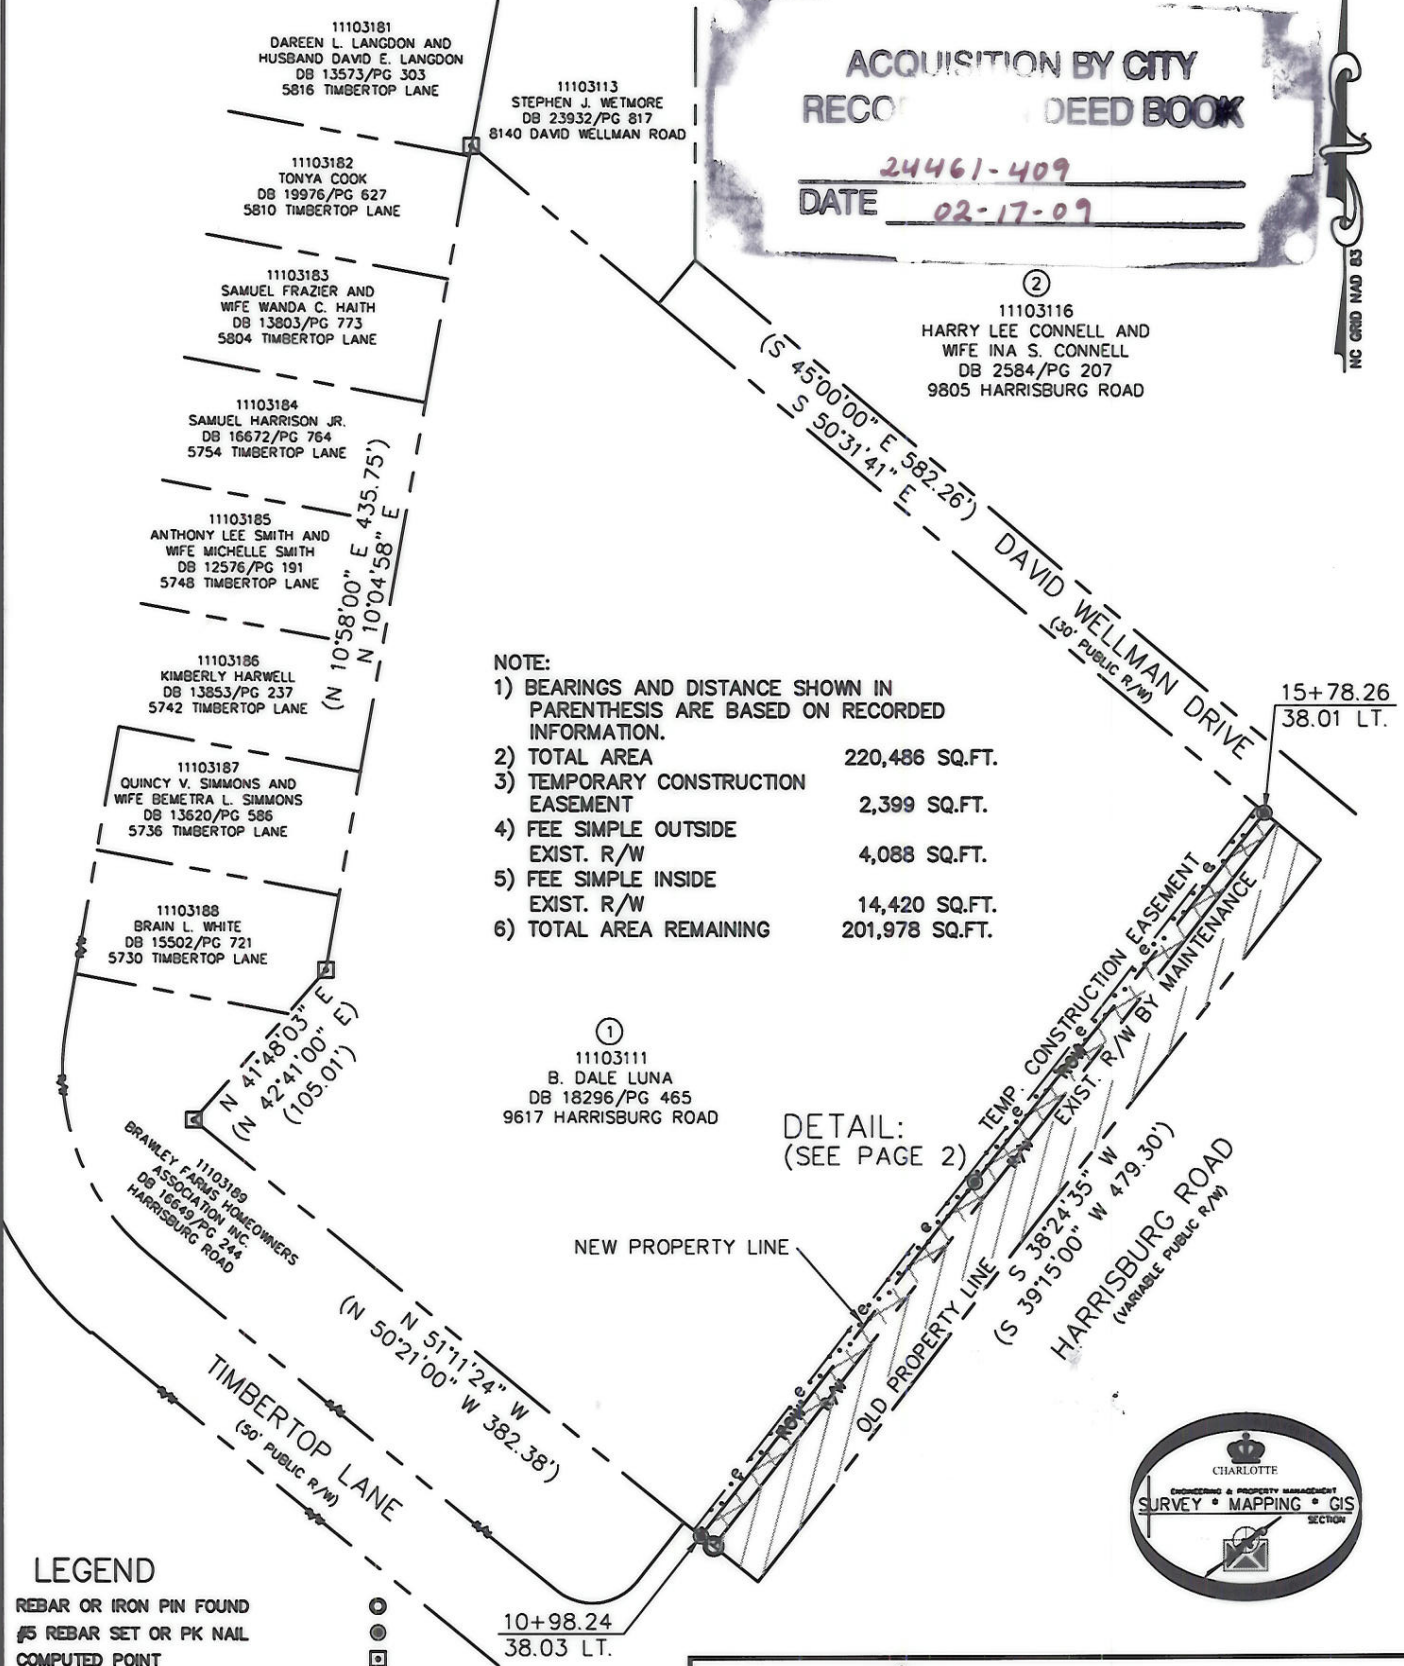 11103181
DAREEN L. LANGDON AND
HUSBAND DAVID E. LANGDON
DB 13573/PG 303
5816 TIMBERTOP LANE
11103113
STEPHEN J. WETMORE
DB 23932/PG 817
8140 DAVID WELLMAN ROAD
ACQUISITION BY CITY
DEED BOOK
24461-409
DATE 02-17-09
NC GRID NAD 83
11103182
TONYA COOK
DB 19976/PG 627
5810 TIMBERTOP LANE
11103183
SAMUEL FRAZIER AND
WIFE WANDA C. HAITH
DB 13803/PG 773
5804 TIMBERTOP LANE
2
11103116
HARRY LEE CONNELL AND
WIFE INA S. CONNELL
DB 2584/PG 207
9805 HARRISBURG ROAD
11103184
SAMUEL HARRISON JR.
DB 16672/PG 764
5754 TIMBERTOP LANE
(S 45°00'00" E 582.26')
S 50°31'41" E
11103185
ANTHONY LEE SMITH AND
WIFE MICHELLE SMITH
DB 12576/PG 191
5748 TIMBERTOP LANE
(N 10°58'00" E 435.75')
N 10°04'58" E
DAVID WELLMAN DRIVE
(30' PUBLIC R/W)
11103186
KIMBERLY HARWELL
DB 13853/PG 237
5742 TIMBERTOP LANE
NOTE:
1) BEARINGS AND DISTANCE SHOWN IN
PARENTHESIS ARE BASED ON RECORDED
INFORMATION.
2) TOTAL AREA 220,486 SQ.FT.
3) TEMPORARY CONSTRUCTION
EASEMENT 2,399 SQ.FT.
4) FEE SIMPLE OUTSIDE
EXIST. R/W 4,088 SQ.FT.
5) FEE SIMPLE INSIDE
EXIST. R/W 14,420 SQ.FT.
6) TOTAL AREA REMAINING 201,978 SQ.FT.
15+78.26
38.01 LT.
11103187
QUINCY V. SIMMONS AND
WIFE BEMETRA L. SIMMONS
DB 13620/PG 586
5736 TIMBERTOP LANE
11103188
BRAIN L. WHITE
DB 15502/PG 721
5730 TIMBERTOP LANE
TEMP. CONSTRUCTION EASEMENT
EXIST. R/W BY MAINTENANCE
N 41°48'03" E
(N 42°41'00" E)
(105.01')
1
11103111
B. DALE LUNA
DB 18296/PG 465
9617 HARRISBURG ROAD
DETAIL:
(SEE PAGE 2)
11103189
BRAWLEY FARMS HOMEOWNERS
ASSOCIATION INC.
DB 16649/PG 244
HARRISBURG ROAD
NEW PROPERTY LINE
OLD PROPERTY LINE
S 38°24'35" W
(S 39°15'00" W 479.30')
HARRISBURG ROAD
(VARIABLE PUBLIC R/W)
N 51°11'24" W
(N 50°21'00" W 382.38')
TIMBERTOP LANE
(50' PUBLIC R/W)
CHARLOTTE
ENGINEERING & PROPERTY MANAGEMENT
SURVEY * MAPPING * GIS
SECTION
10+98.24
38.03 LT.
LEGEND
REBAR OR IRON PIN FOUND
#5 REBAR SET OR PK NAIL
COMPUTED POINT